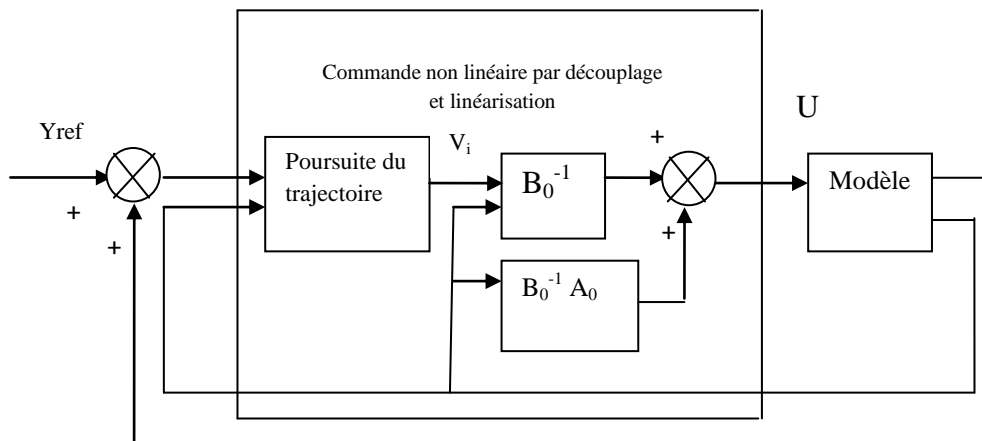 Commande non linéaire par découplage
et linéarisation
U
Yref
Poursuite du
trajectoire
V_i
B_0^-1
+
Modèle
+
+
+
B_0^-1 A_0